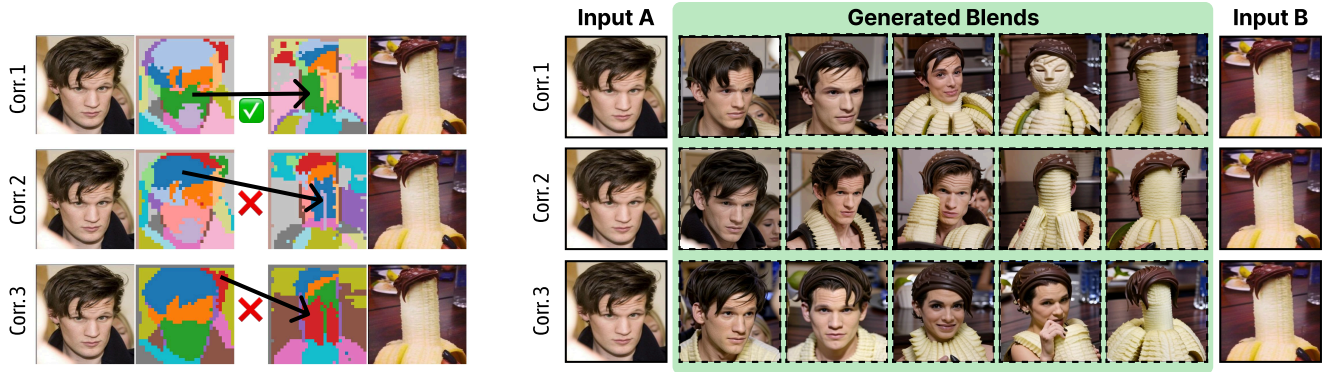 Input A
Generated Blends
Input B
Corr.1
Corr.1
Corr.2
Corr.2
Corr.3
Corr.3